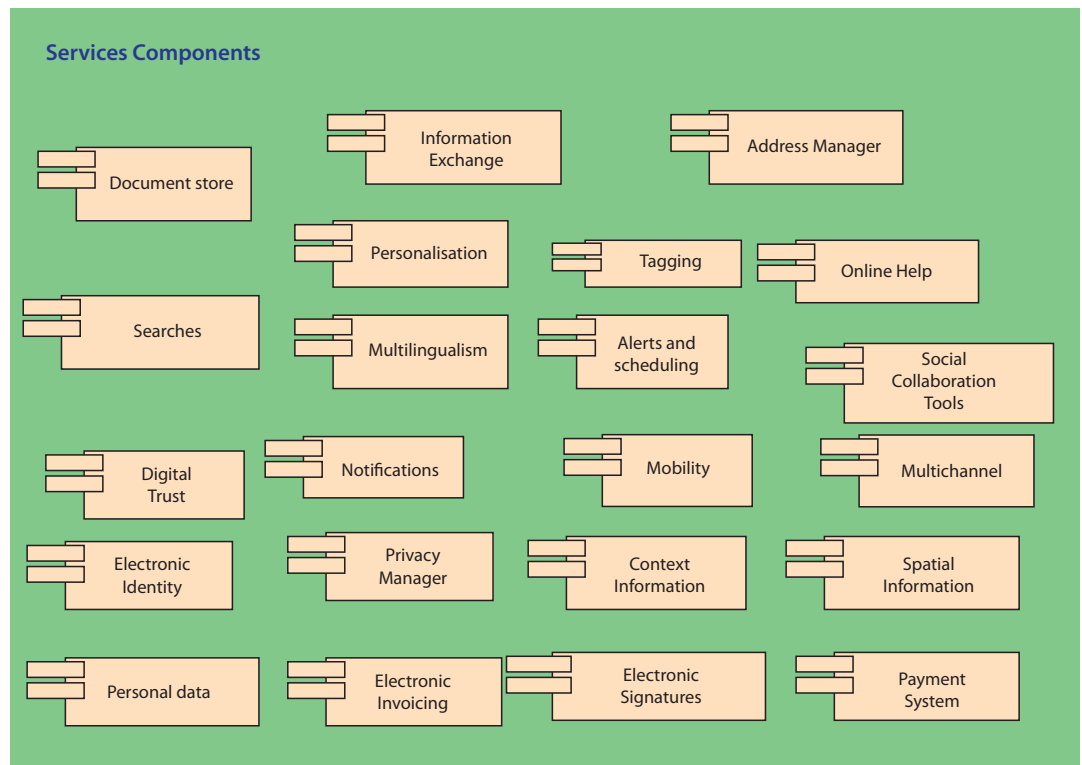 Services Components
Information
Exchange
Address Manager
Document store
Personalisation
Tagging
Online Help
Searches
Multilingualism
Alerts and
scheduling
Social
Collaboration
Tools
Digital
Trust
Notifications
Mobility
Multichannel
Electronic
Identity
Privacy
Manager
Context
Information
Spatial
Information
Personal data
Electronic
Invoicing
Electronic
Signatures
Payment
System